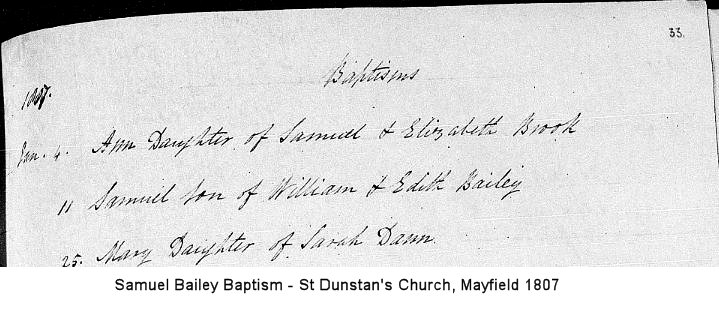 33.
Baptisms
1807.
Jan. 4. Ann Daughter of Samuel & Elizabeth Brook
11 Samuel Son of William & Edith Bailey
25. Mary Daughter of Sarah Dann
Samuel Bailey Baptism - St Dunstan's Church, Mayfield 1807